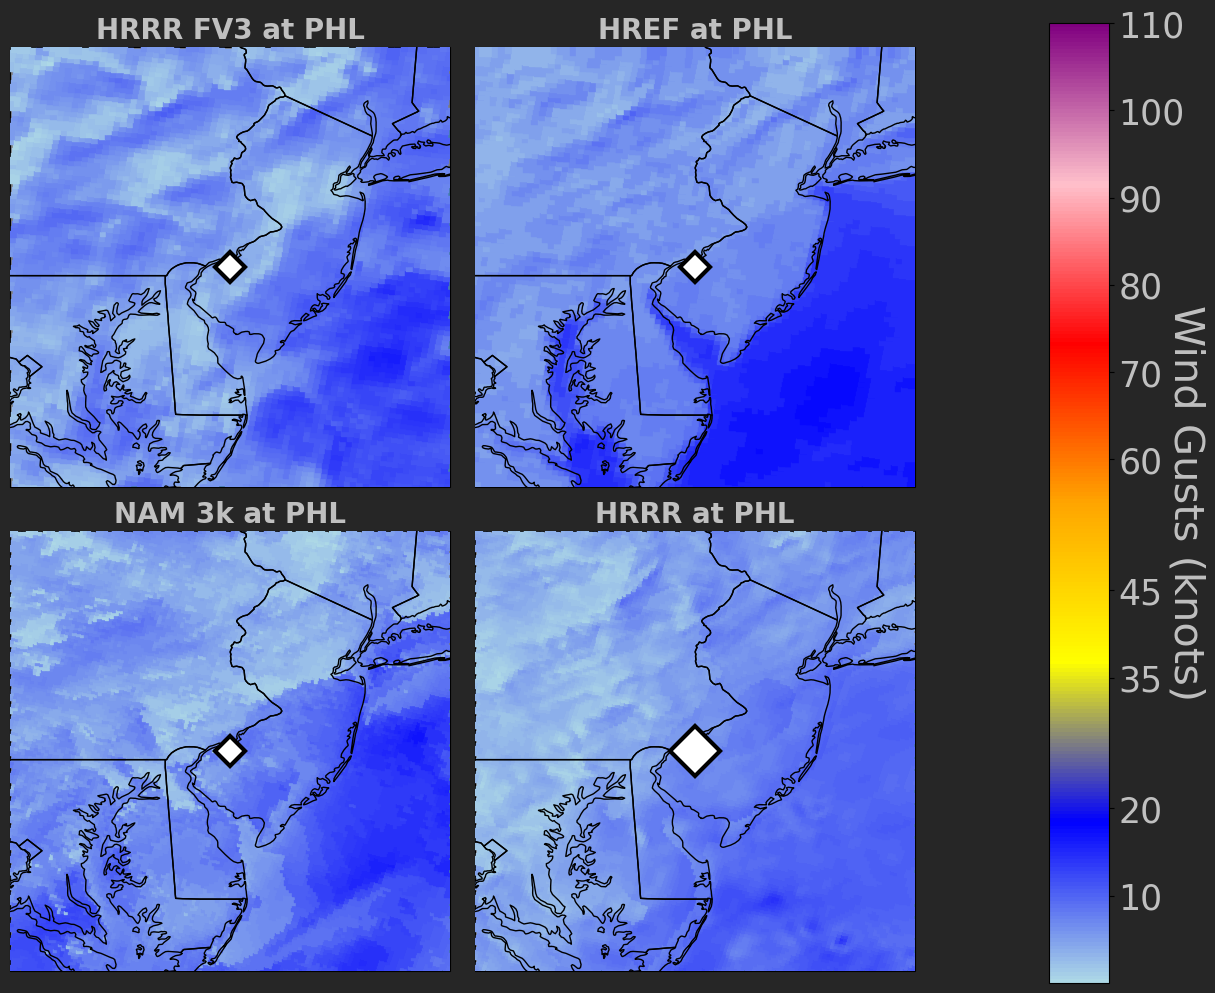 HRRR FV3 at PHL
HREF at PHL
NAM 3k at PHL
HRRR at PHL
110
100
90
80
70
60
45
35
20
10
Wind Gusts (knots)